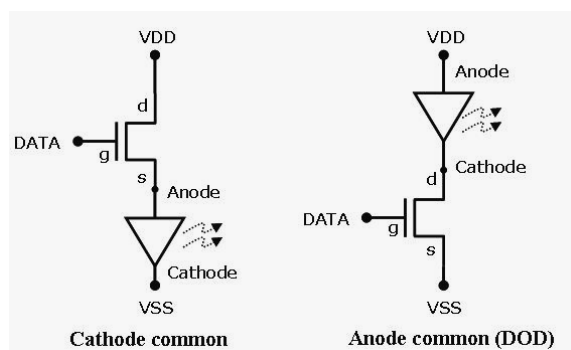 VDD
d
DATA
g
s
Anode
Cathode
VSS
Cathode common
VDD
Anode
Cathode
d
DATA
g
s
VSS
Anode common (DOD)